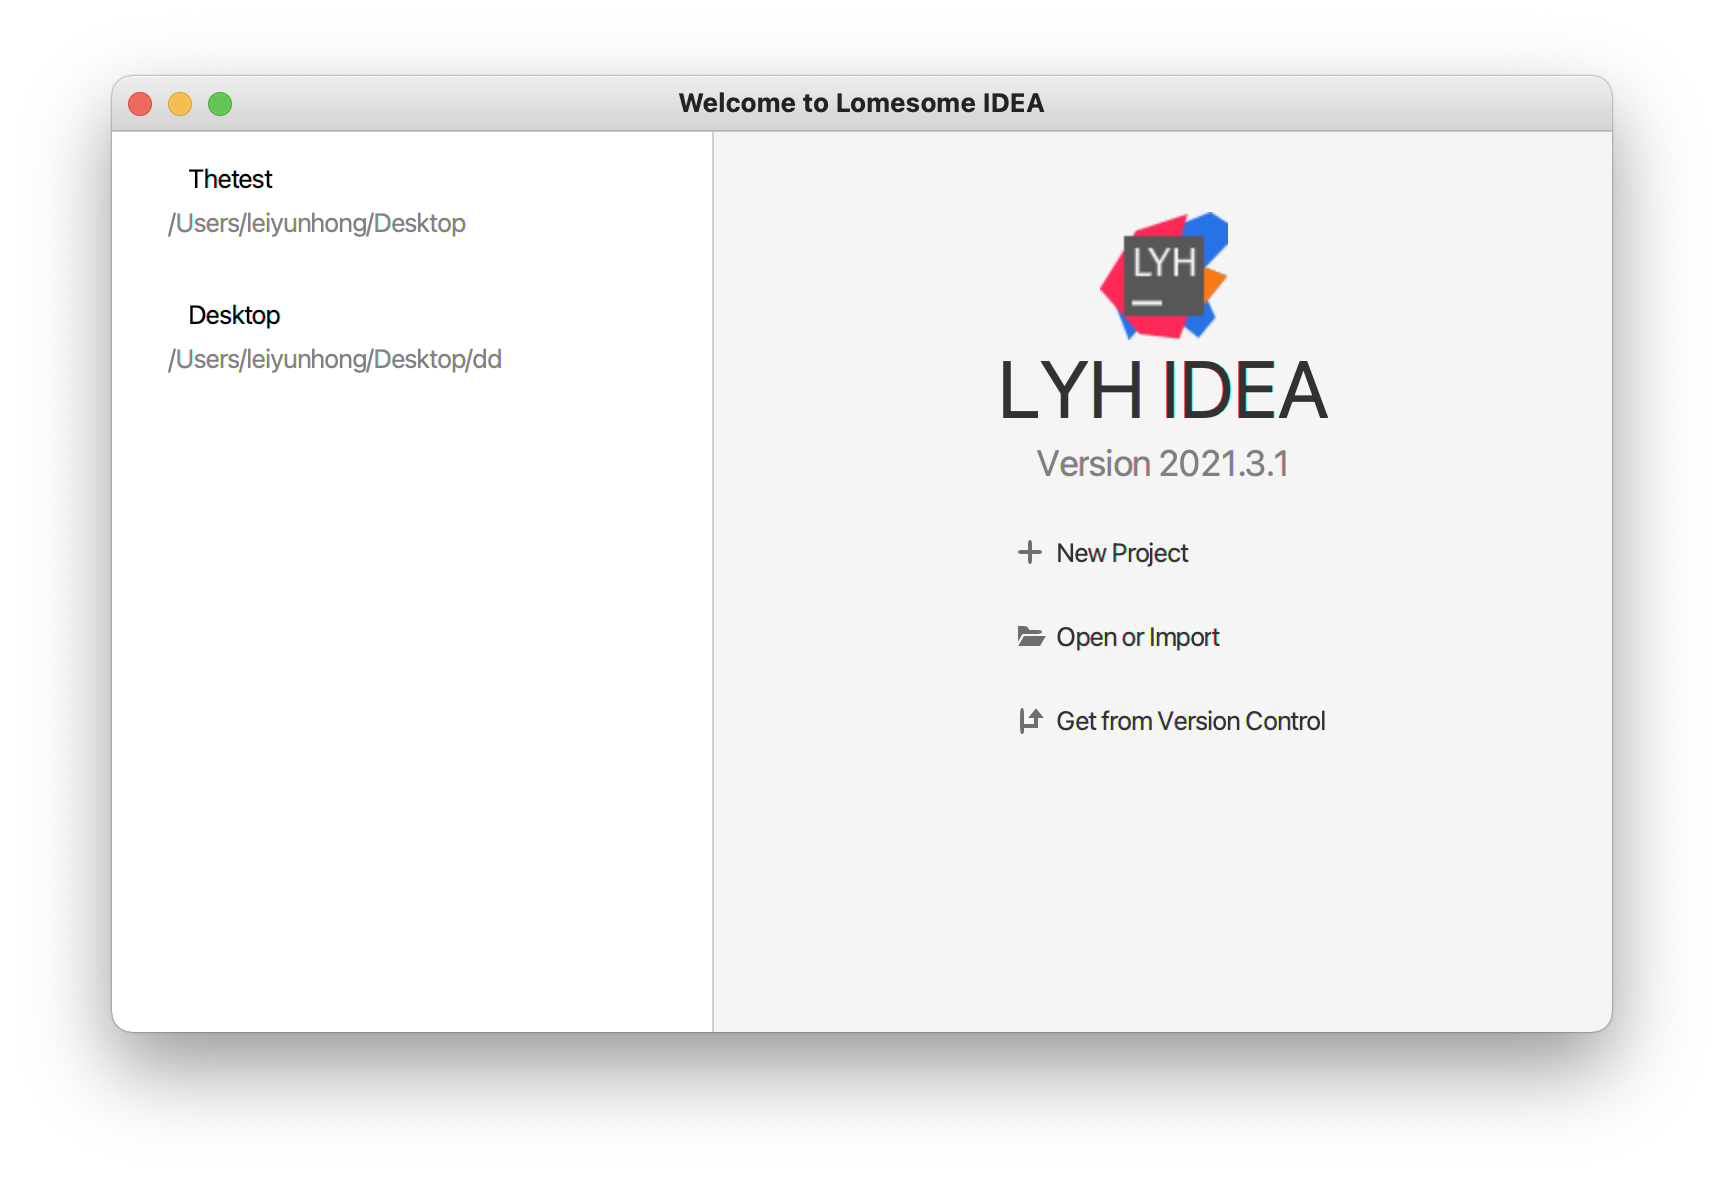 Welcome to Lomesome IDEA
Thetest
/Users/leiyunhong/Desktop
Desktop
/Users/leiyunhong/Desktop/dd
LYH
LYH IDEA
Version 2021.3.1
New Project
Open or Import
Get from Version Control